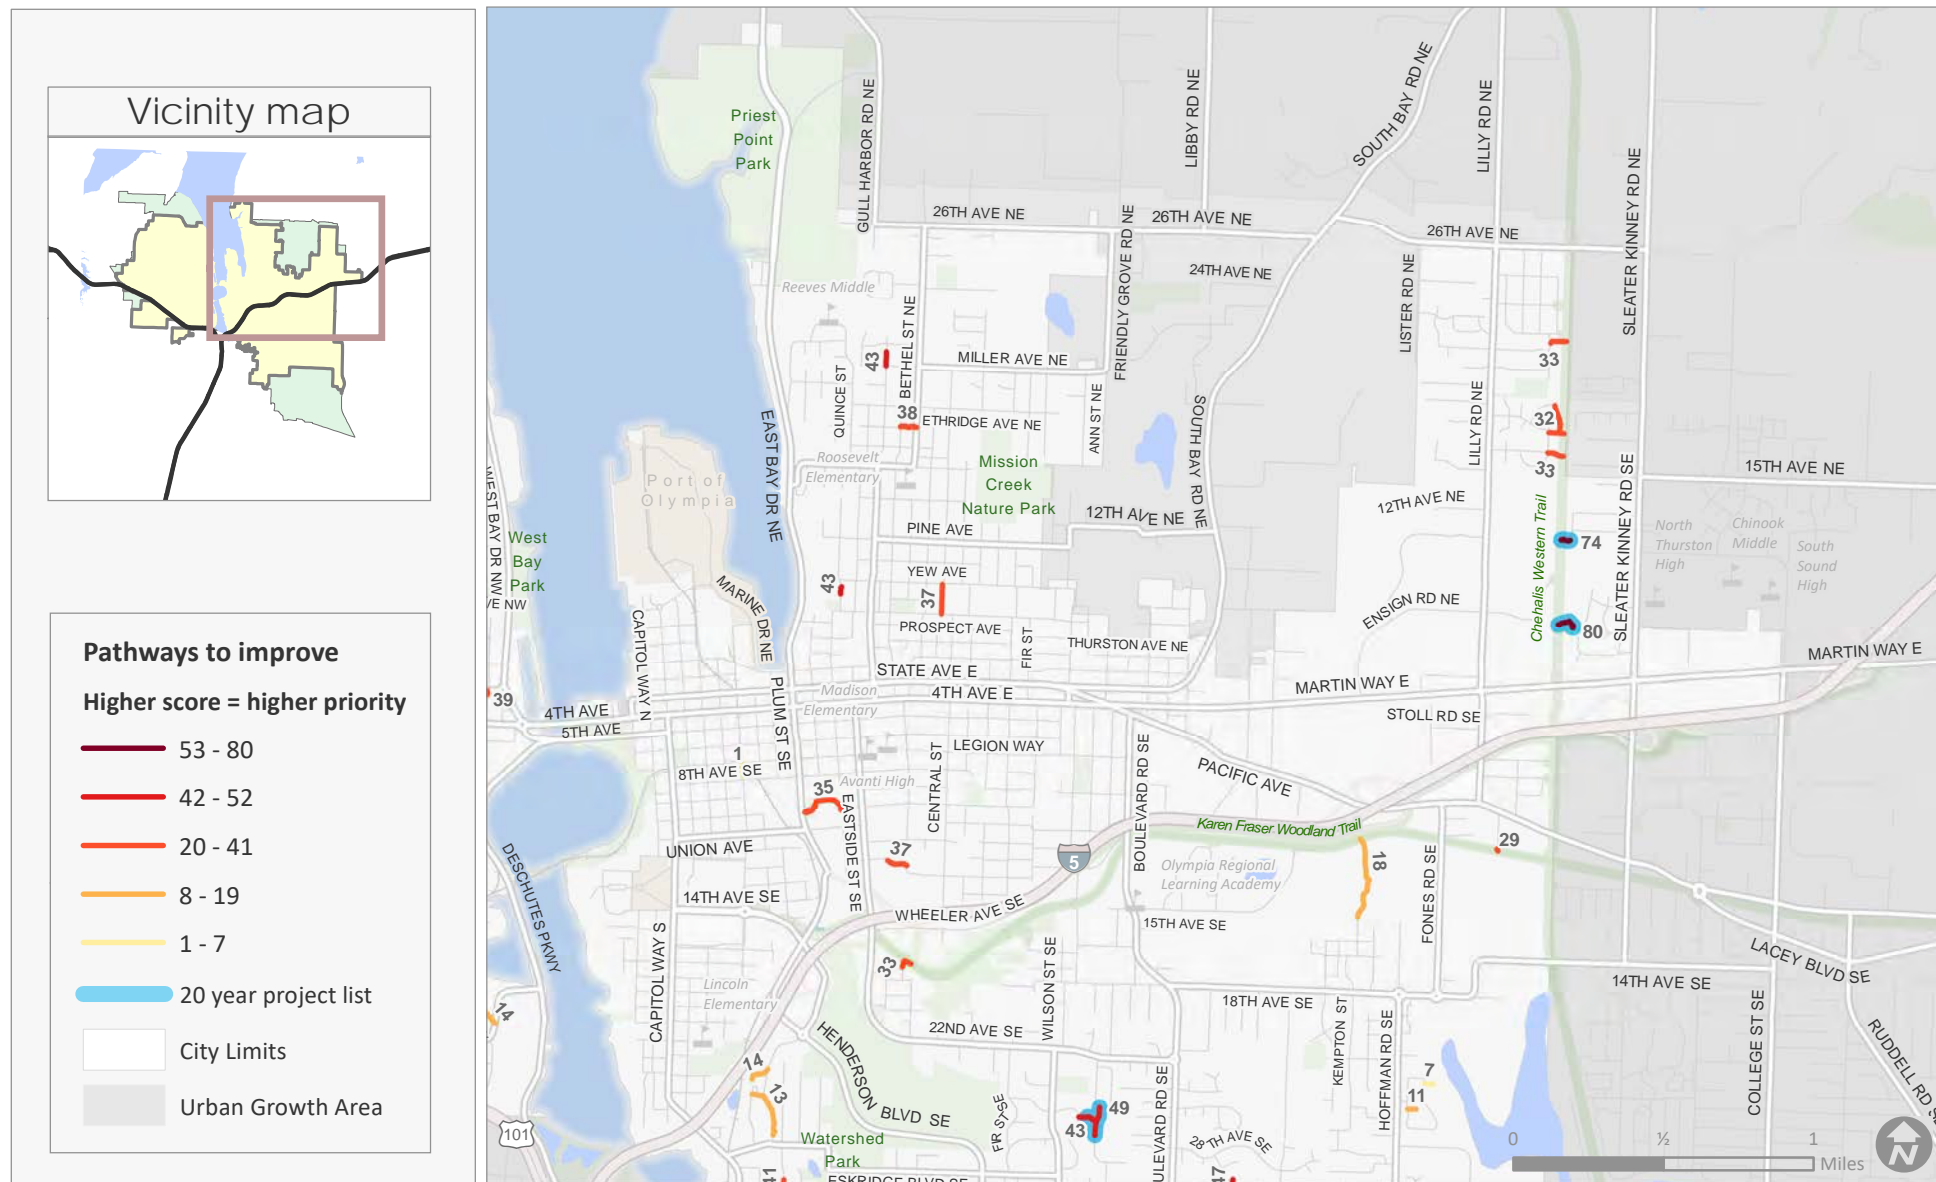 Vicinity map
Pathways to improve
Higher score = higher priority
53 - 80
42 - 52
20 - 41
8 - 19
1 - 7
20 year project list
City Limits
Urban Growth Area
Priest
Point
Park
GULL HARBOR RD NE
LIBBY RD NE
SOUTH BAY RD NE
LILLY RD NE
SLEATER KINNEY RD NE
26TH AVE NE
26TH AVE NE
26TH AVE NE
FRIENDLY GROVE RD NE
24TH AVE NE
LISTER RD NE
Reeves Middle
BETHEL ST NE
43
MILLER AVE NE
33
QUINCE ST
38
ETHRIDGE AVE NE
ANN ST NE
SOUTH BAY RD NE
LILLY RD NE
32
33
EAST BAY DR NE
Roosevelt
Elementary
Mission
Creek
Nature Park
Port of
Olympia
15TH AVE NE
SLEATER KINNEY RD SE
WEST BAY DR NW
West
Bay
Park
VE NW
12TH AVE NE
12TH AVE NE
PINE AVE
Chehalis Western Trail
North
Thurston
High
Chinook
Middle
South
Sound
High
74
YEW AVE
43
37
MARINE DR NE
CAPITOL WAY N
PROSPECT AVE
FIR ST
THURSTON AVE NE
ENSIGN RD NE
80
MARTIN WAY E
STATE AVE E
4TH AVE E
Madison
Elementary
MARTIN WAY E
STOLL RD SE
39
4TH AVE
5TH AVE
PLUM ST SE
LEGION WAY
1
8TH AVE SE
Avanti High
CENTRAL ST
BOULEVARD RD SE
PACIFIC AVE
35
EASTSIDE ST SE
Karen Fraser Woodland Trail
UNION AVE
37
5
Olympia Regional
Learning Academy
18
FONES RD SE
29
DESCHUTES PKWY
14TH AVE SE
WHEELER AVE SE
15TH AVE SE
CAPITOL WAY S
WILSON ST SE
LACEY BLVD SE
33
Lincoln
Elementary
14TH AVE SE
18TH AVE SE
14
HENDERSON BLVD SE
22ND AVE SE
KEMPTON ST
HOFFMAN RD SE
COLLEGE ST SE
RUDDELL RD S
14
13
7
11
49
43
FIR ST SE
ULEVARD RD SE
28TH AVE SE
101
Watershed
Park
ESKRIDGE BLVD SE
0
½
1
Miles
N